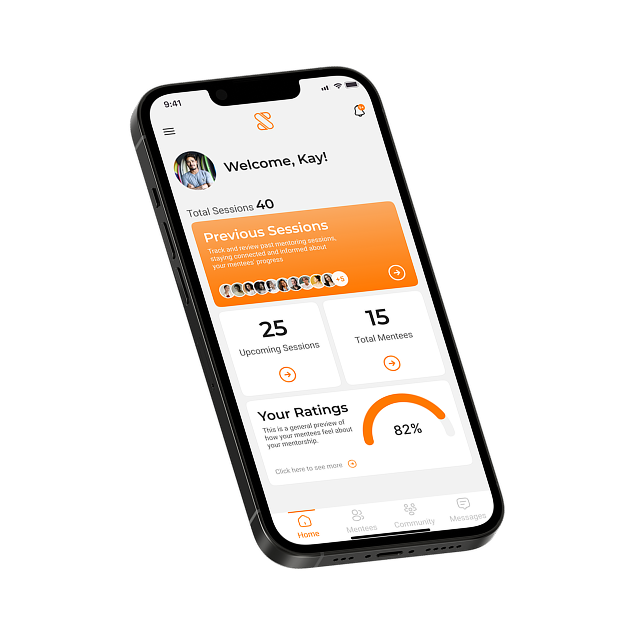 9:41
Welcome, Kay!
Total Sessions 40
Previous Sessions
Track and review past mentoring sessions,
staying connected and informed about
your mentees' progress
+5
25
Upcoming Sessions
15
Total Mentees
Your Ratings
This is a general preview of
how your mentees feel about
your mentorship.
82%
Click here to see more
Home
Mentees
Community
Messages